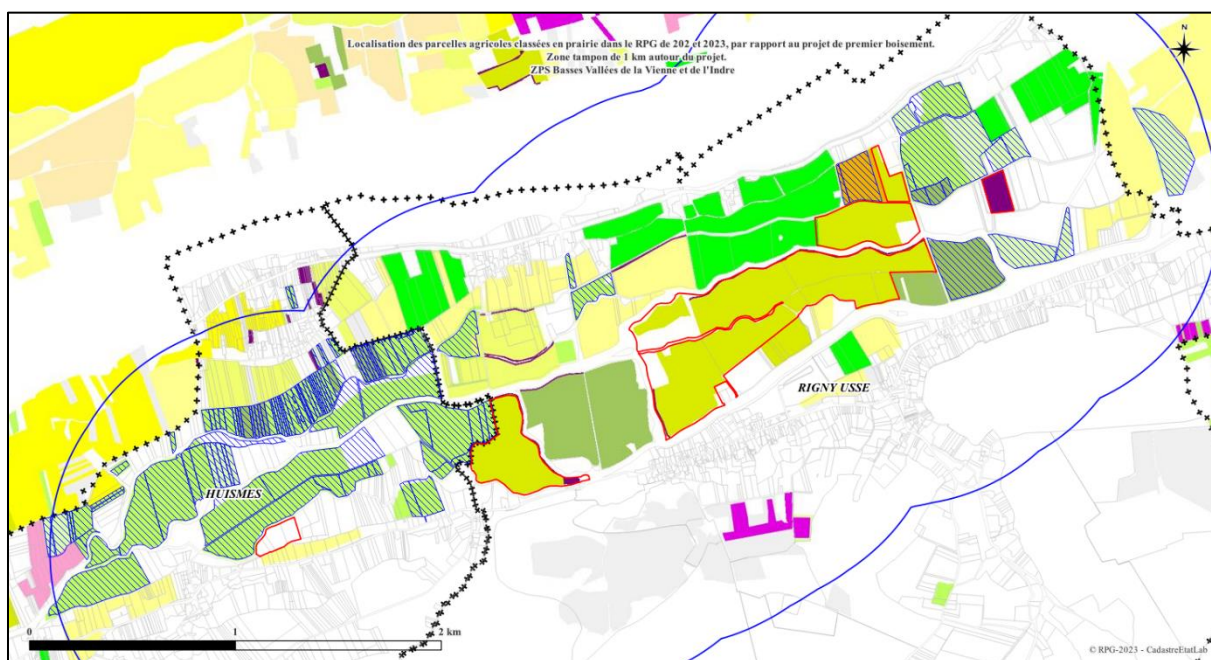 Localisation des parcelles agricoles classées en prairie dans le RPG de 202 et 2023, par rapport au projet de premier boisement.
Zone tampon de 1 km autour du projet.
ZPS Basses Vallées de la Vienne et de l'Indre
N
RIGNY USSE
HUISMES
0 1 2 km
© RPG-2023 - CadastreEtatLab